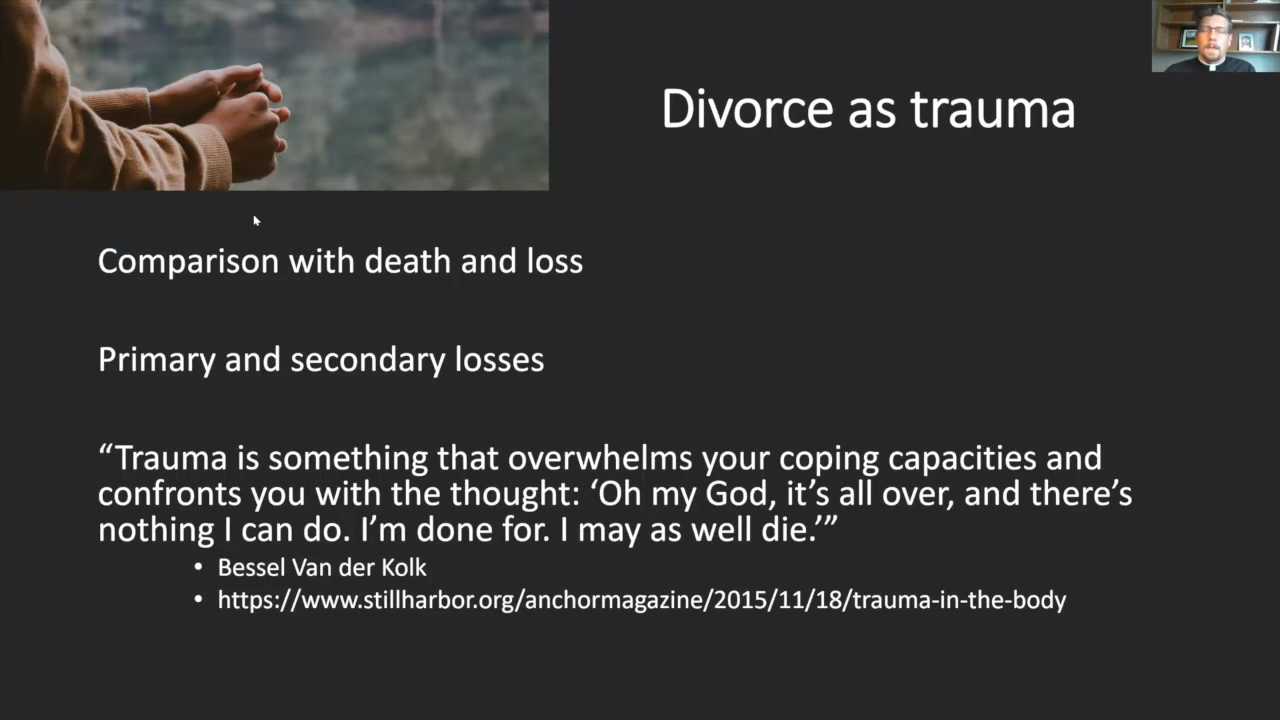 Divorce as trauma
Comparison with death and loss
Primary and secondary losses
“Trauma is something that overwhelms your coping capacities and
confronts you with the thought: ‘Oh my God, it’s all over, and there’s
nothing I can do. I’m done for. I may as well die.’”
• Bessel Van der Kolk
• https://www.stillharbor.org/anchormagazine/2015/11/18/trauma-in-the-body